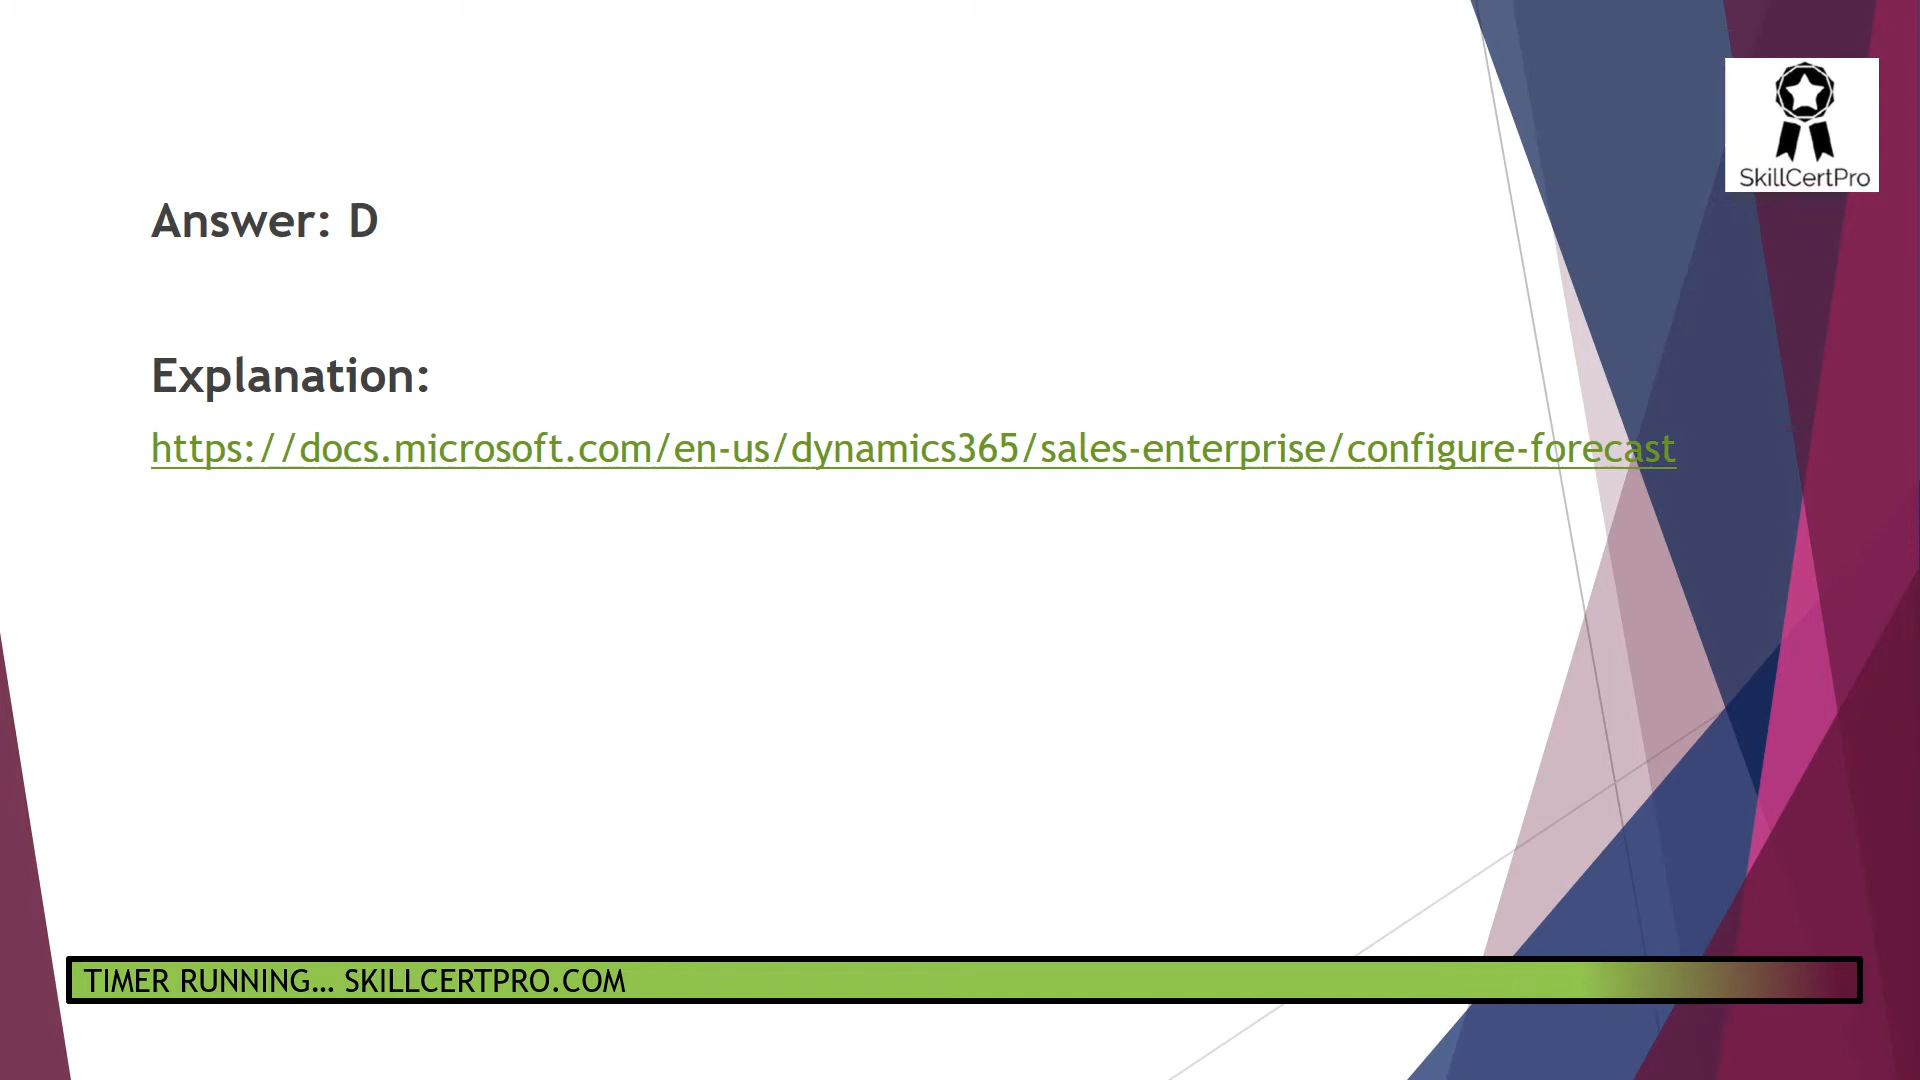 SkillCertPro
Answer: D
Explanation:
https://docs.microsoft.com/en-us/dynamics365/sales-enterprise/configure-forecast
TIMER RUNNING... SKILLCERTPRO.COM